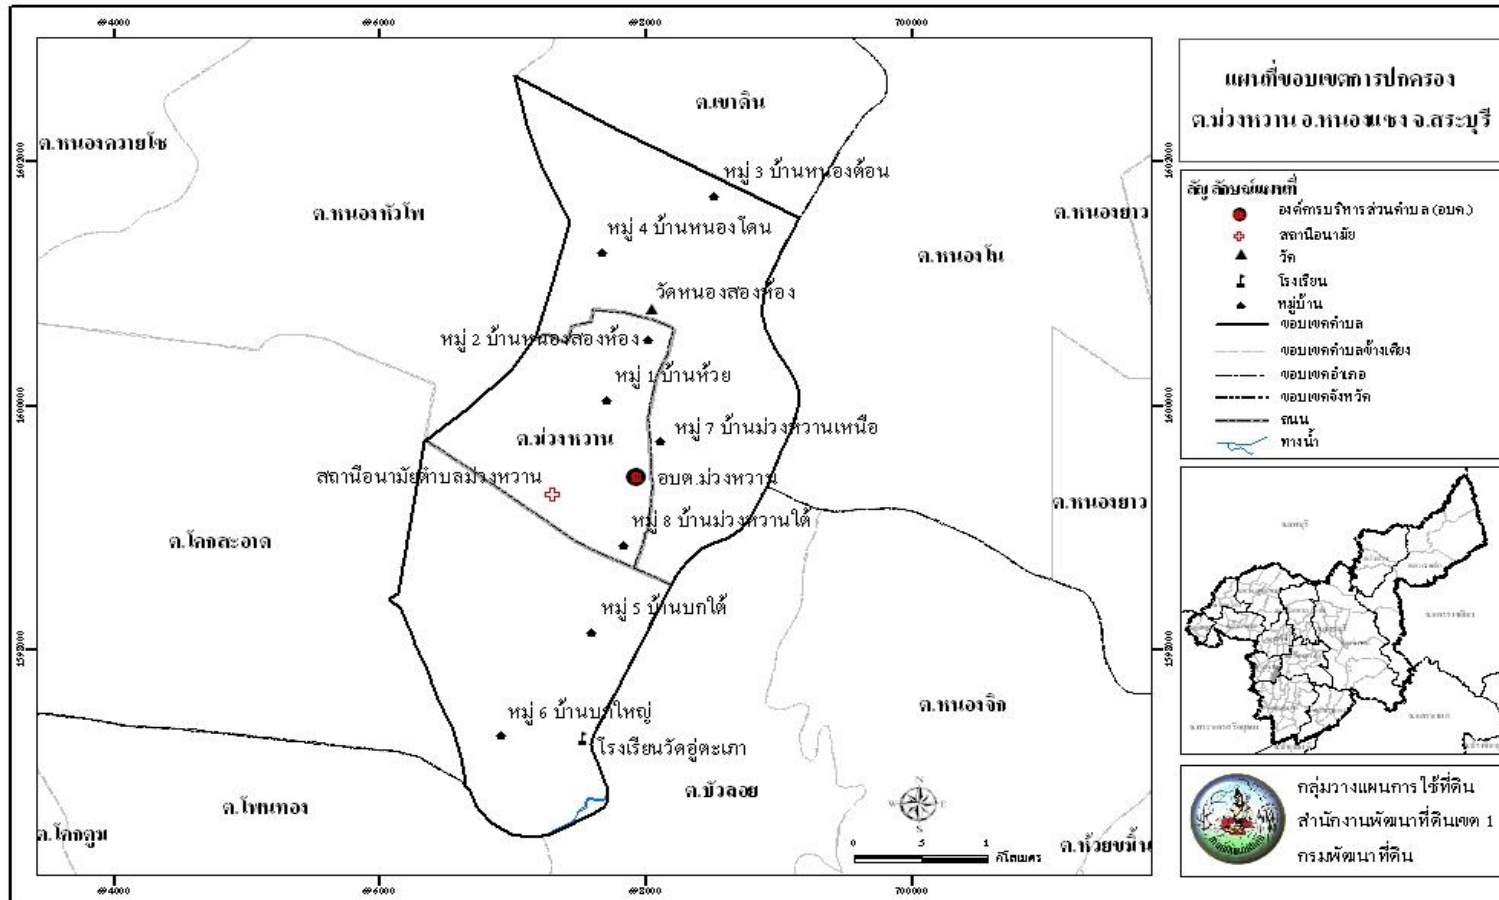 แผนที่ขอบเขตการปกครอง
ต.ม่วงหวาน อ.หนองแซง จ.สระบุรี
สัญลักษณ์แผนที่
องค์การบริหารส่วนตำบล (อบต.)
สถานีอนามัย
วัด
โรงเรียน
หมู่บ้าน
ขอบเขตตำบล
ขอบเขตตำบลข้างเคียง
ขอบเขตอำเภอ
ขอบเขตจังหวัด
ถนน
ทางน้ำ
694000
696000
700000
694000
696000
700000
1602000
1600000
1602000
1600000
ต.เขาดิน
ต.หนองควายโซ
หมู่ 3 บ้านหนองต้อน
ต.หนองหัวโพ
ต.หนองยาว
หมู่ 4 บ้านหนองโดน
ต.หนองโน
วัดหนองสองห้อง
หมู่ 2 บ้านหนองสองห้อง
หมู่ 1 บ้านห้วย
หมู่ 7 บ้านม่วงหวานเหนือ
ต.ม่วงหวาน
สถานีอนามัยตำบลม่วงหวาน
อบต.ม่วงหวาน
ต.หนองยาว
หมู่ 8 บ้านม่วงหวานใต้
ต.โคกสะอาด
หมู่ 5 บ้านบกใต้
หมู่ 6 บ้านบกใหญ่
ต.หนองจิก
โรงเรียนวัดอู่ตะเภา
ต.บัวลอย
ต.โพนทอง
ต.โคกตูม
ต.ห้วยขมิ้น
N
W
E
S
0 .5 1 กิโลเมตร
กลุ่มวางแผนการใช้ที่ดิน
สำนักงานพัฒนาที่ดินเขต 1
กรมพัฒนาที่ดิน